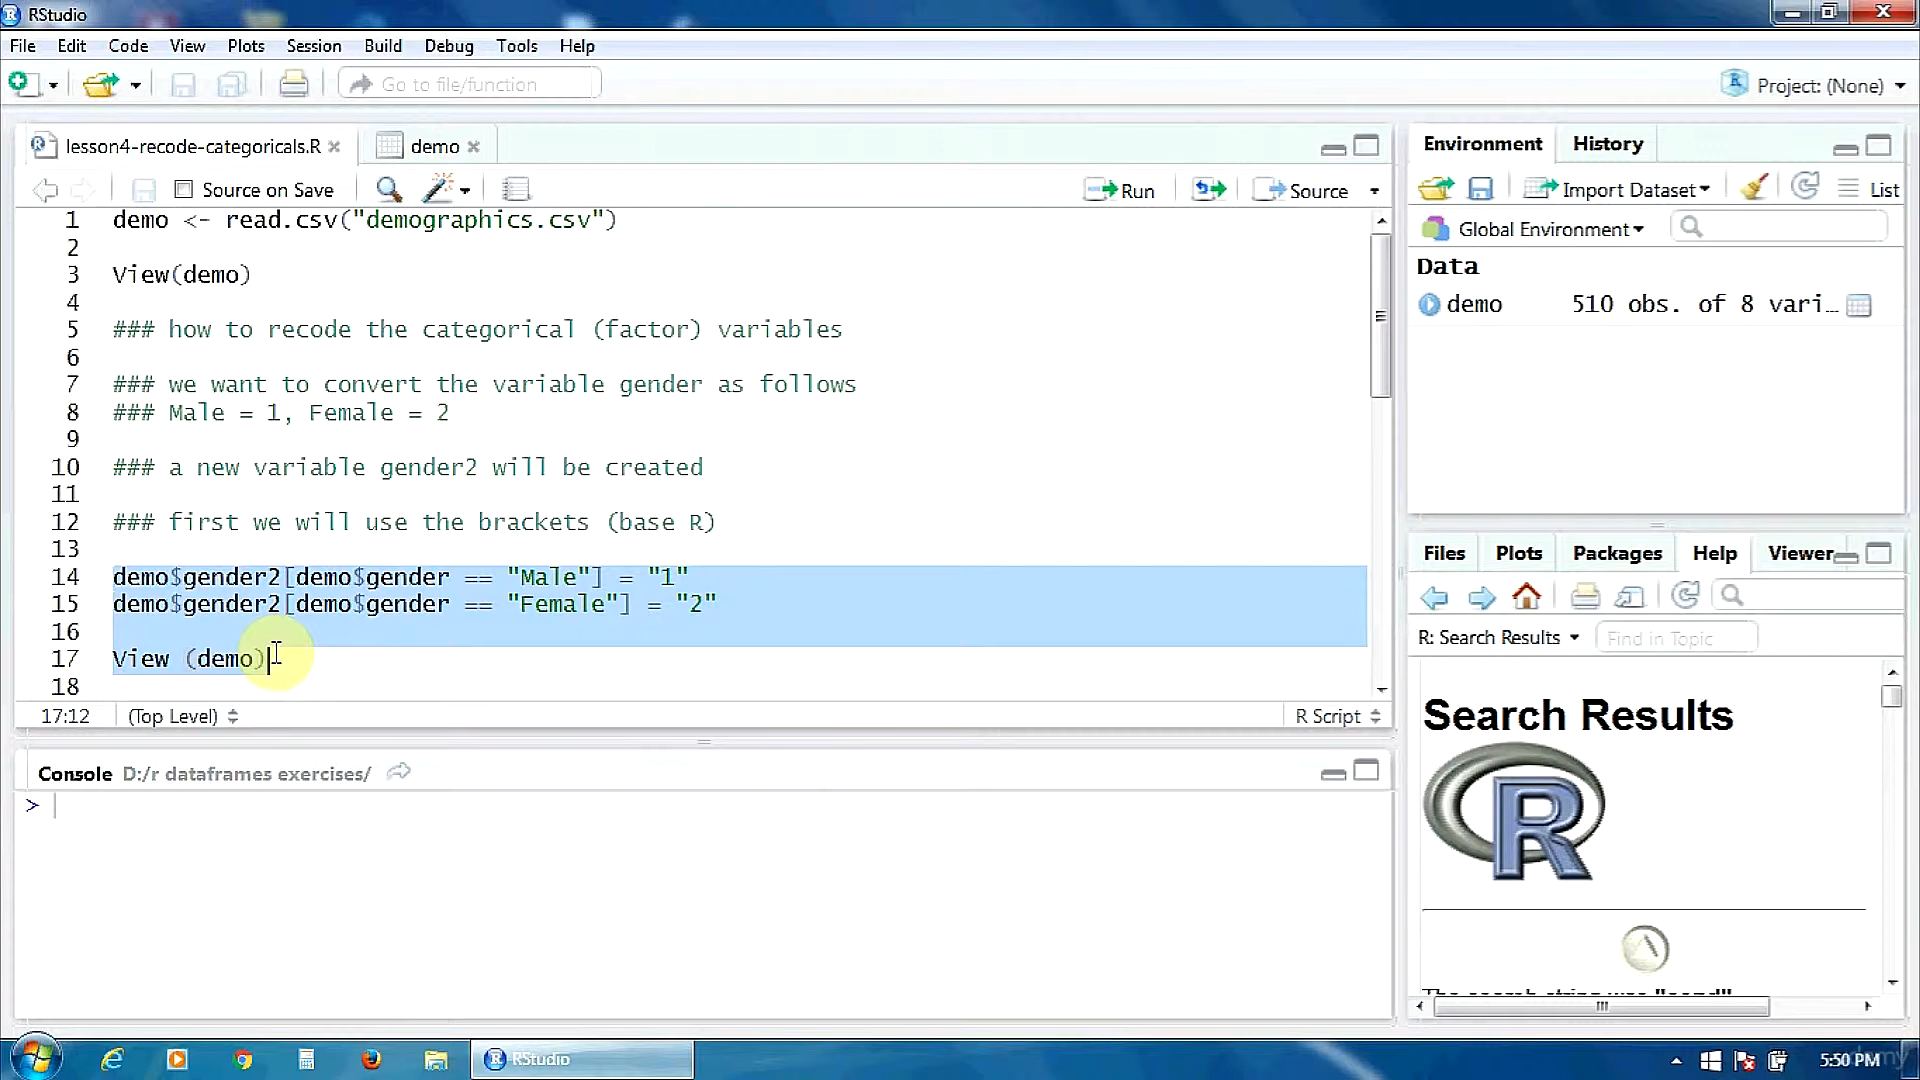 RStudio
File Edit Code View Plots Session Build Debug Tools Help
Go to file/function
Project: (None)
lesson4-recode-categoricals.R
demo
Source on Save
Run
Source
1 demo <- read.csv("demographics.csv")
2
3 View(demo)
4
5 ### how to recode the categorical (factor) variables
6
7 ### we want to convert the variable gender as follows
8 ### Male = 1, Female = 2
9
10 ### a new variable gender2 will be created
11
12 ### first we will use the brackets (base R)
13
14 demo$gender2[demo$gender == "Male"] = "1"
15 demo$gender2[demo$gender == "Female"] = "2"
16
17 View (demo)
18
17:12 (Top Level) R Script
Console D:/r dataframes exercises/
>
Environment History
Import Dataset List
Global Environment
Data
demo 510 obs. of 8 vari…
Files Plots Packages Help Viewer
R: Search Results Find in Topic
Search Results
R
RStudio
5:50 PM